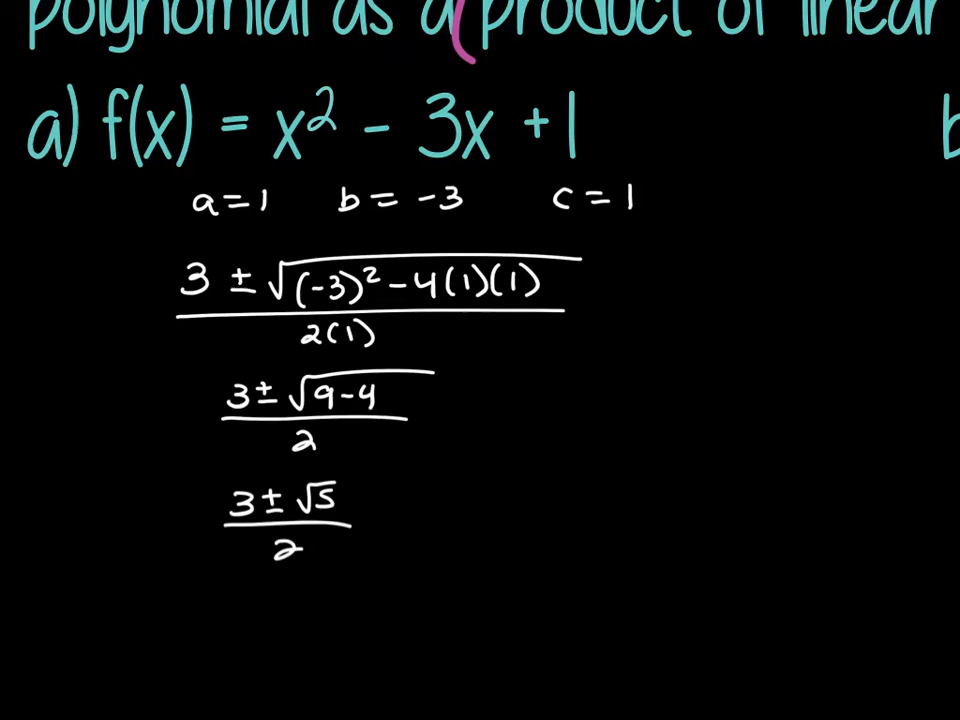 polynomial as a product of linear
a) f(x) = x² - 3x + 1
a = 1 b = -3 c = 1
3 ± √(-3)² - 4(1)(1)
2(1)
3 ± √9-4
2
3 ± √5
2